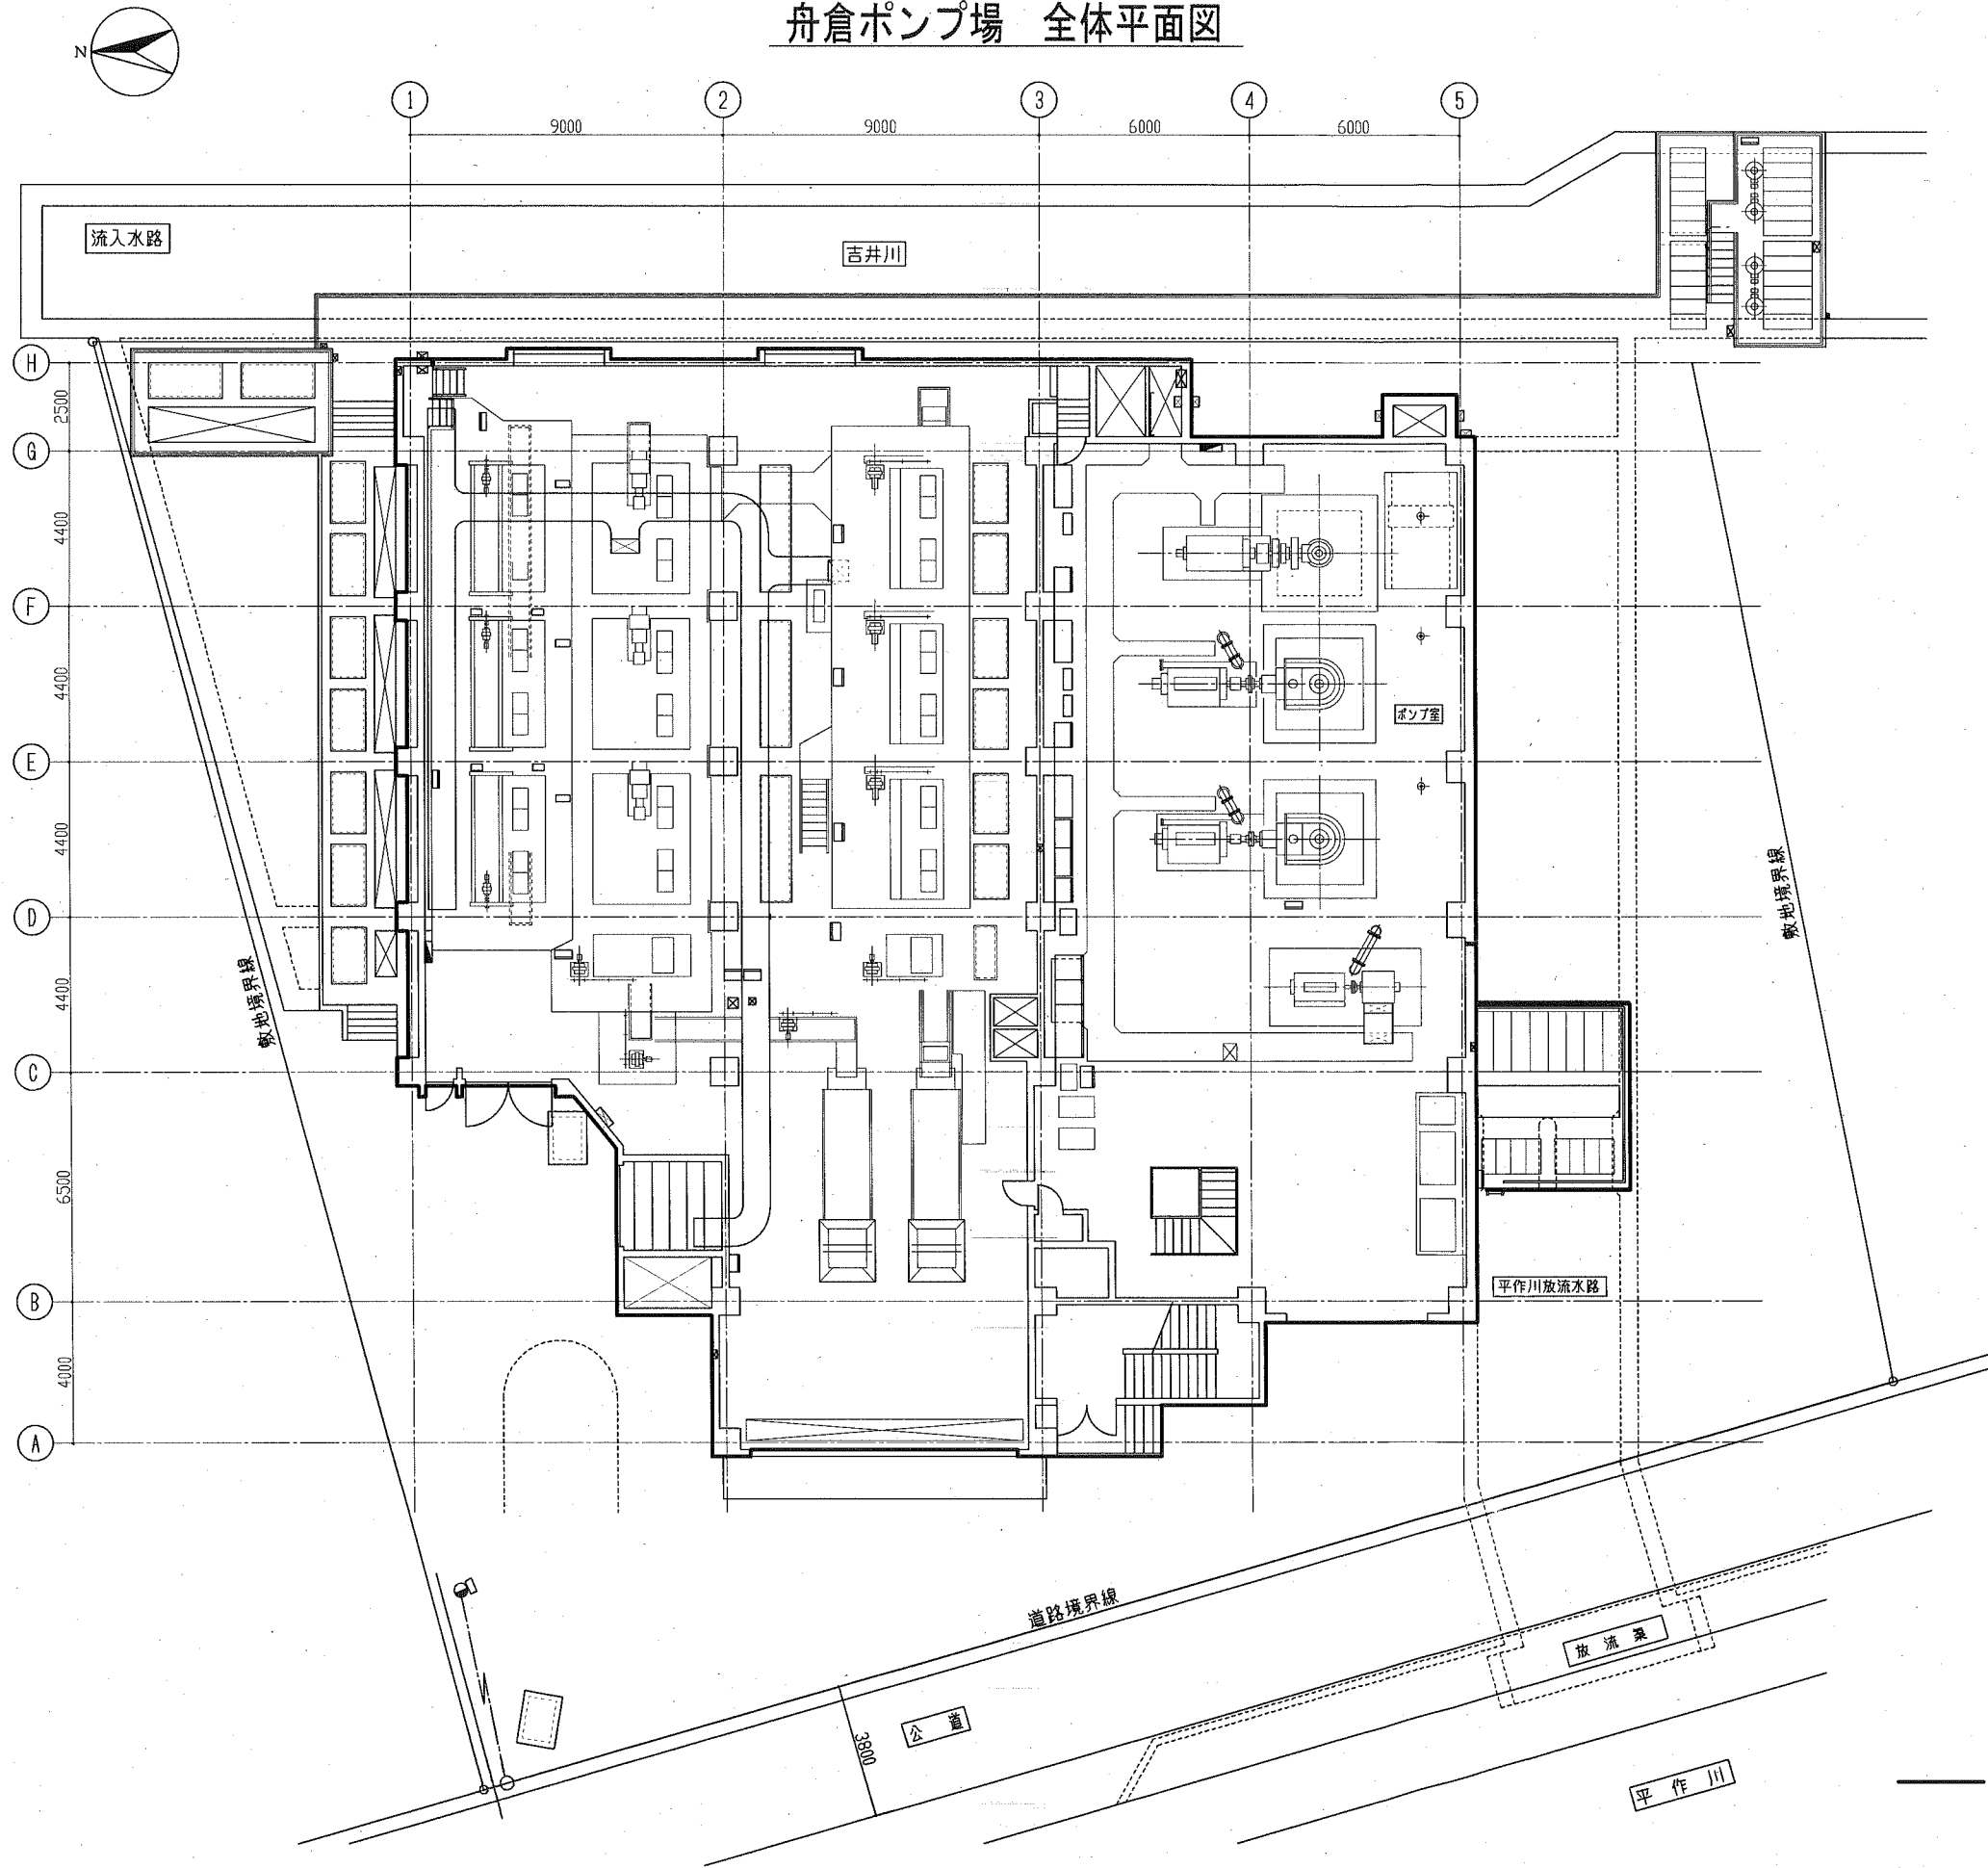 舟倉ポンプ場 全体平面図
N
1 2 3 4 5
9000 9000 6000 6000
流入水路
吉井川
H
2500
G
4400
F
4400
ポンプ室
E
4400
敷地境界線
D
4400
敷地境界線
C
6500
平作川放流水路
B
4000
A
道路境界線
放流渠
公道
3800
平作川